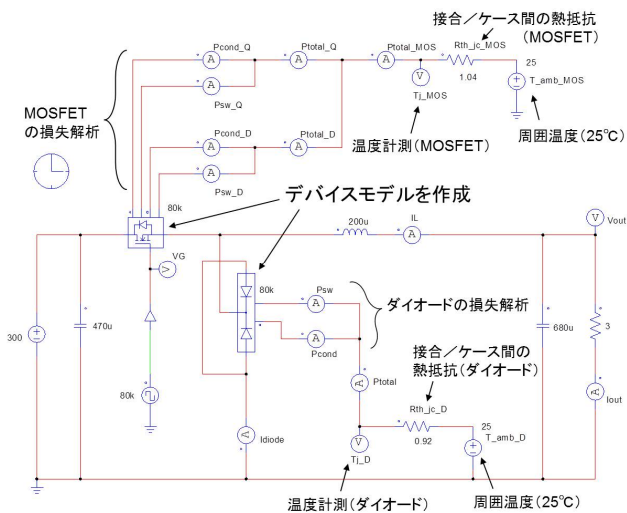 接合／ケース間の熱抵抗
(MOSFET)
Pcond_Q
Ptotal_Q
Ptotal_MOS
Rth_jc_MOS
A
A
A
25
V
1.04
T_amb_MOS
Psw_Q
A
Tj_MOS
MOSFET
の損失解析
Pcond_D
Ptotal_D
温度計測(MOSFET)
周囲温度(25℃)
A
A
Psw_D
A
80k
デバイスモデルを作成
200u
IL
A
V
Vout
VG
V
80k
Psw
A
ダイオードの損失解析
300
470u
Pcond
A
680u
3
接合／ケース間の
熱抵抗(ダイオード)
80k
A
Ptotal
Rth_jc_D
A
Iout
25
A
Idiode
V
0.92
T_amb_D
Tj_D
温度計測(ダイオード)
周囲温度(25℃)